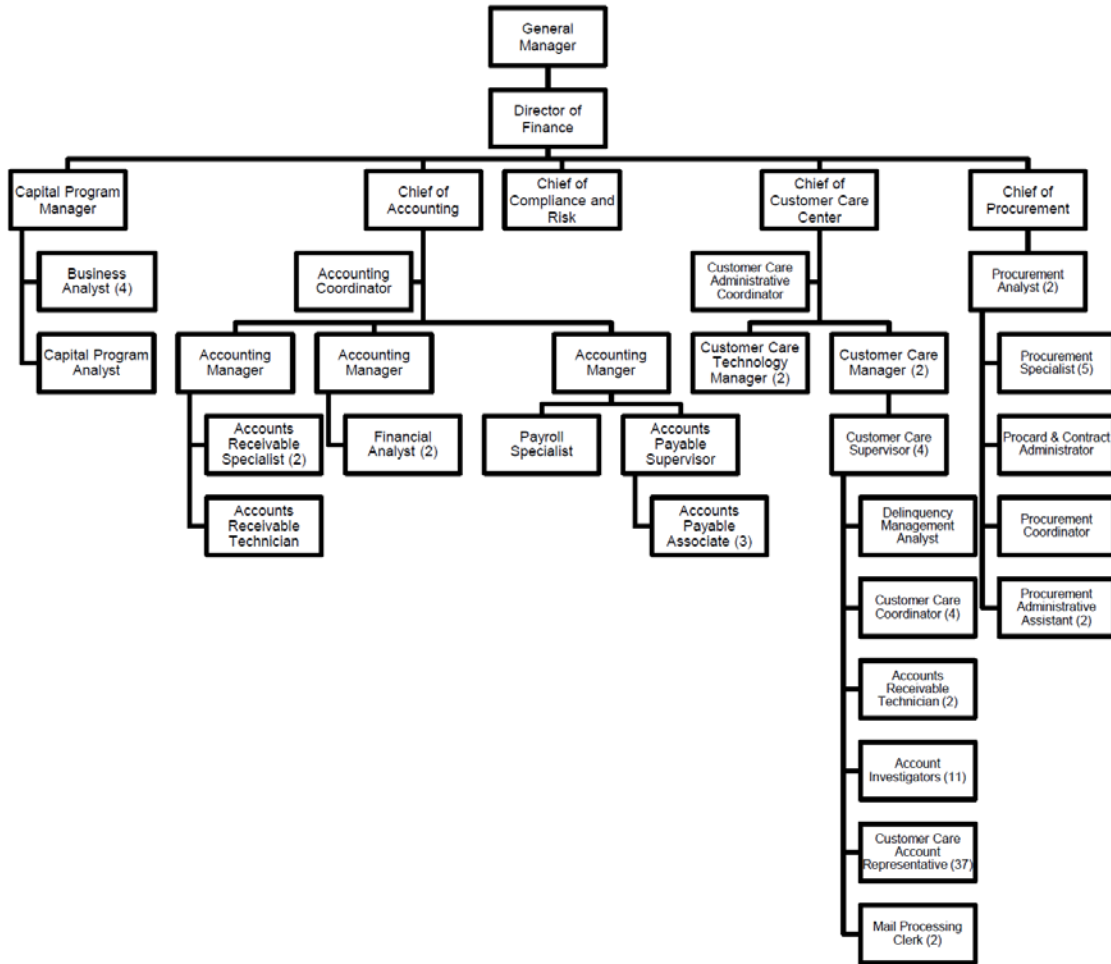 General
Manager
Director of
Finance
Capital Program
Manager
Chief of
Accounting
Chief of
Compliance and
Risk
Chief of
Customer Care
Center
Chief of
Procurement
Business
Analyst (4)
Accounting
Coordinator
Customer Care
Administrative
Coordinator
Procurement
Analyst (2)
Capital Program
Analyst
Accounting
Manager
Accounting
Manager
Accounting
Manger
Customer Care
Technology
Manager (2)
Customer Care
Manager (2)
Procurement
Specialist (5)
Accounts
Receivable
Specialist (2)
Financial
Analyst (2)
Payroll
Specialist
Accounts
Payable
Supervisor
Customer Care
Supervisor (4)
Procard & Contract
Administrator
Accounts
Receivable
Technician
Accounts
Payable
Associate (3)
Delinquency
Management
Analyst
Procurement
Coordinator
Customer Care
Coordinator (4)
Procurement
Administrative
Assistant (2)
Accounts
Receivable
Technician (2)
Account
Investigators (11)
Customer Care
Account
Representative (37)
Mail Processing
Clerk (2)